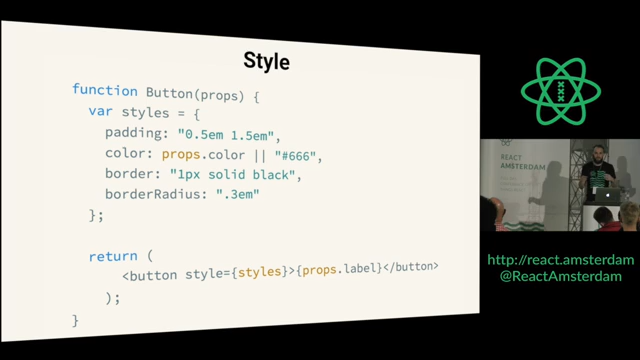 Style
function Button(props) {
var styles = {
padding: "0.5em 1.5em",
color: props.color || "#666",
border: "1px solid black",
borderRadius: ".3em"
};
return (
<button style={styles}>{props.label}</button>
);
}
REACT
AMSTERDAM
http://react.amsterdam
@ReactAmsterdam